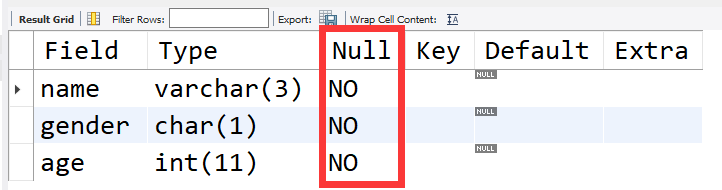 Result Grid Filter Rows: Export: Wrap Cell Content: IA
Field Type Null Key Default Extra
name varchar(3) NO NULL
gender char(1) NO NULL
age int(11) NO NULL